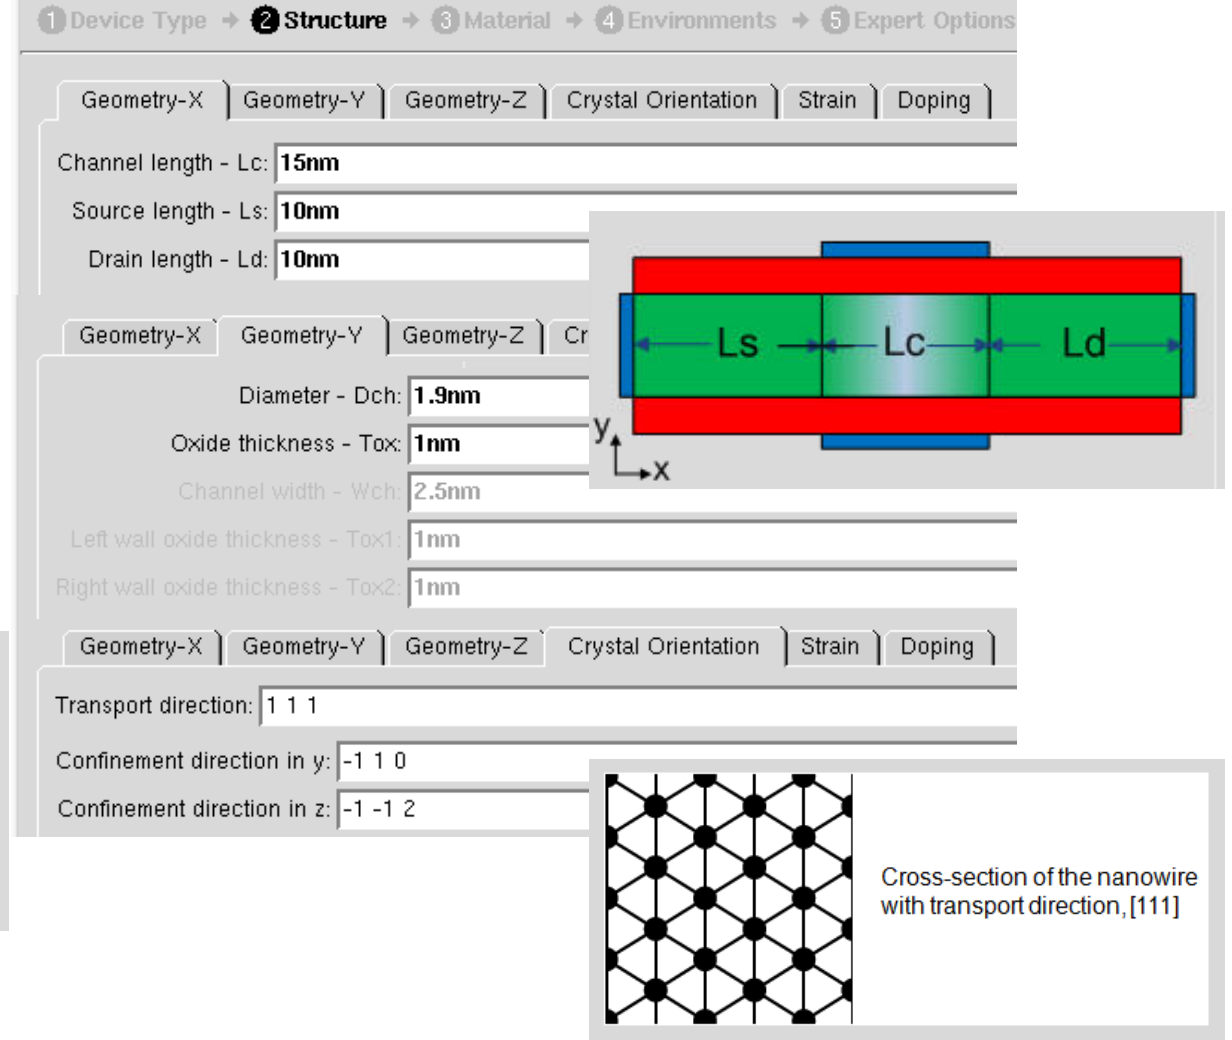 1 Device Type → 2 Structure → 3 Material → 4 Environments → 5 Expert Options
Geometry-X Geometry-Y Geometry-Z Crystal Orientation Strain Doping
Channel length - Lc: 15nm
Source length - Ls: 10nm
Drain length - Ld: 10nm
Ls Lc Ld
y
x
Geometry-X Geometry-Y Geometry-Z Cr
Diameter - Dch: 1.9nm
Oxide thickness - Tox: 1nm
Channel width - Wch: 2.5nm
Left wall oxide thickness - Tox1: 1nm
Right wall oxide thickness - Tox2: 1nm
Geometry-X Geometry-Y Geometry-Z Crystal Orientation Strain Doping
Transport direction: 1 1 1
Confinement direction in y: -1 1 0
Confinement direction in z: -1 -1 2
Cross-section of the nanowire
with transport direction, [111]